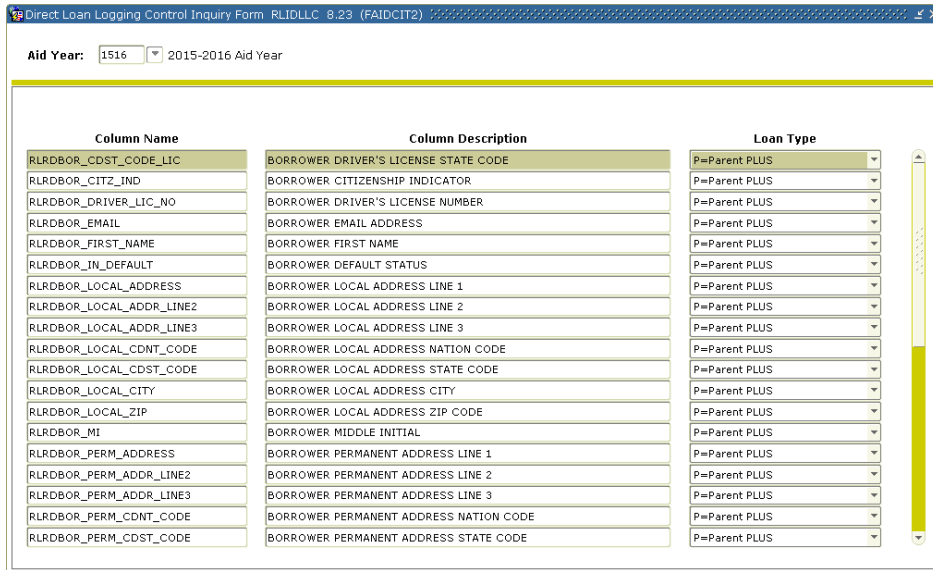 Direct Loan Logging Control Inquiry Form RLIDLLC 8.23 (FAIDCIT2)
Aid Year: 1516 2015-2016 Aid Year
Column Name Column Description Loan Type
RLRDBOR_CDST_CODE_LIC BORROWER DRIVER'S LICENSE STATE CODE P=Parent PLUS
RLRDBOR_CITZ_IND BORROWER CITIZENSHIP INDICATOR P=Parent PLUS
RLRDBOR_DRIVER_LIC_NO BORROWER DRIVER'S LICENSE NUMBER P=Parent PLUS
RLRDBOR_EMAIL BORROWER EMAIL ADDRESS P=Parent PLUS
RLRDBOR_FIRST_NAME BORROWER FIRST NAME P=Parent PLUS
RLRDBOR_IN_DEFAULT BORROWER DEFAULT STATUS P=Parent PLUS
RLRDBOR_LOCAL_ADDRESS BORROWER LOCAL ADDRESS LINE 1 P=Parent PLUS
RLRDBOR_LOCAL_ADDR_LINE2 BORROWER LOCAL ADDRESS LINE 2 P=Parent PLUS
RLRDBOR_LOCAL_ADDR_LINE3 BORROWER LOCAL ADDRESS LINE 3 P=Parent PLUS
RLRDBOR_LOCAL_CDNT_CODE BORROWER LOCAL ADDRESS NATION CODE P=Parent PLUS
RLRDBOR_LOCAL_CDST_CODE BORROWER LOCAL ADDRESS STATE CODE P=Parent PLUS
RLRDBOR_LOCAL_CITY BORROWER LOCAL ADDRESS CITY P=Parent PLUS
RLRDBOR_LOCAL_ZIP BORROWER LOCAL ADDRESS ZIP CODE P=Parent PLUS
RLRDBOR_MI BORROWER MIDDLE INITIAL P=Parent PLUS
RLRDBOR_PERM_ADDRESS BORROWER PERMANENT ADDRESS LINE 1 P=Parent PLUS
RLRDBOR_PERM_ADDR_LINE2 BORROWER PERMANENT ADDRESS LINE 2 P=Parent PLUS
RLRDBOR_PERM_ADDR_LINE3 BORROWER PERMANENT ADDRESS LINE 3 P=Parent PLUS
RLRDBOR_PERM_CDNT_CODE BORROWER PERMANENT ADDRESS NATION CODE P=Parent PLUS
RLRDBOR_PERM_CDST_CODE BORROWER PERMANENT ADDRESS STATE CODE P=Parent PLUS